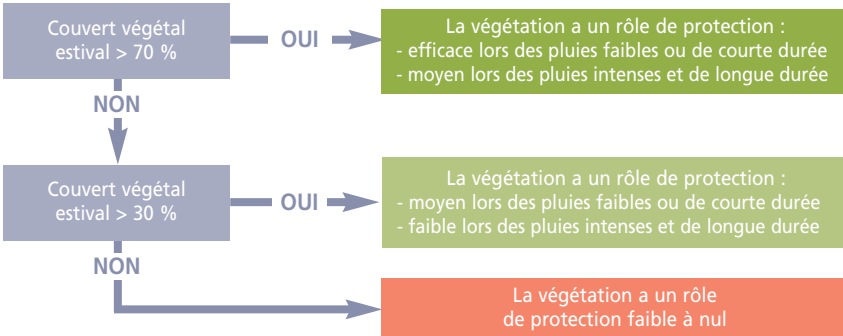 Couvert végétal
estival > 70 %
OUI
La végétation a un rôle de protection :
- efficace lors des pluies faibles ou de courte durée
- moyen lors des pluies intenses et de longue durée
NON
Couvert végétal
estival > 30 %
OUI
La végétation a un rôle de protection :
- moyen lors des pluies faibles ou de courte durée
- faible lors des pluies intenses et de longue durée
NON
La végétation a un rôle
de protection faible à nul